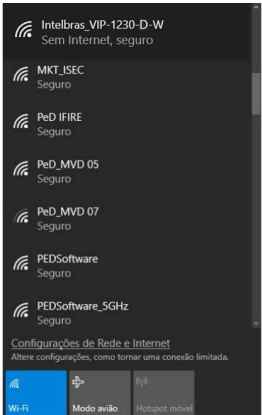 Intelbras_VIP-1230-D-W
Sem Internet, seguro
MKT_ISEC
Seguro
PeD IFIRE
Seguro
PeD_MVD 05
Seguro
PeD_MVD 07
Seguro
PEDSoftware
Seguro
PEDSoftware_5GHz
Seguro
Configurações de Rede e Internet
Altere configurações, como tornar uma conexão limitada.
Wi-Fi
Modo avião
Hotspot móvel